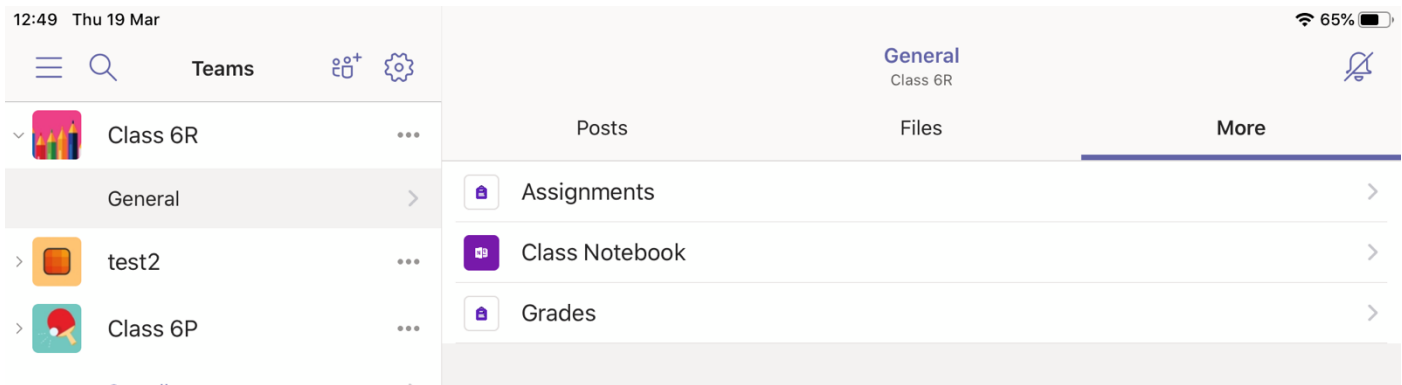 12:49 Thu 19 Mar
65%
Teams
General
Class 6R
Posts
Files
More
Class 6R
General
test2
Class 6P
Assignments
Class Notebook
Grades